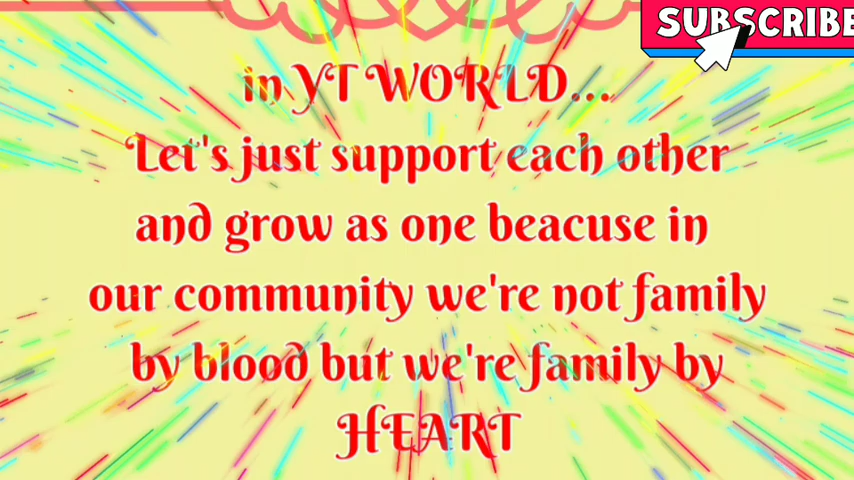 SUBSCRIBE
in YT WORLD...
Let's just support each other
and grow as one beacuse in
our community we're not family
by blood but we're family by
HEART